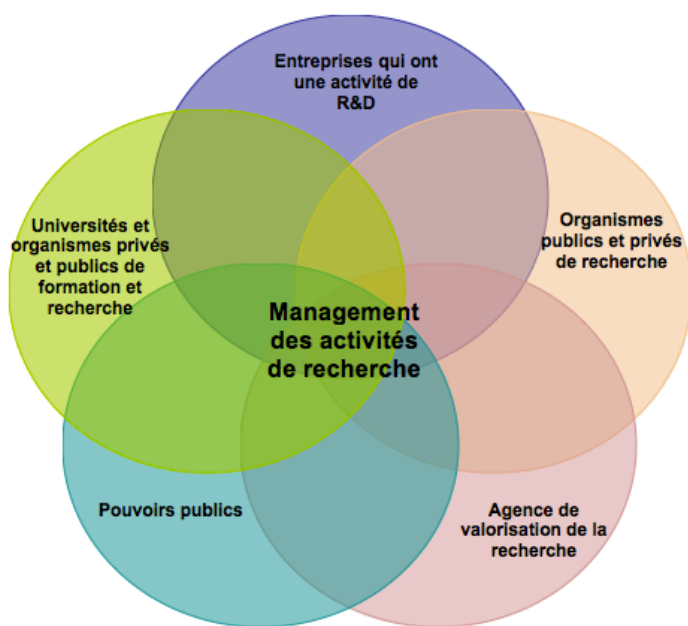 Entreprises qui ont
une activité de
R&D
Universités et
organismes privés
et publics de
formation et
recherche
Organismes
publics et privés
de recherche
Management
des activités
de recherche
Pouvoirs publics
Agence de
valorisation de la
recherche